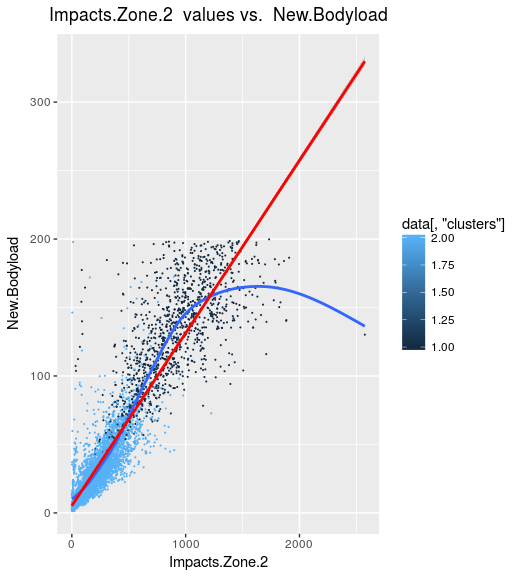 Impacts.Zone.2  values vs.  New.Bodyload
300
200
100
0
New.Bodyload
0 1000 2000
Impacts.Zone.2
data[, "clusters"]
2.00
1.75
1.50
1.25
1.00